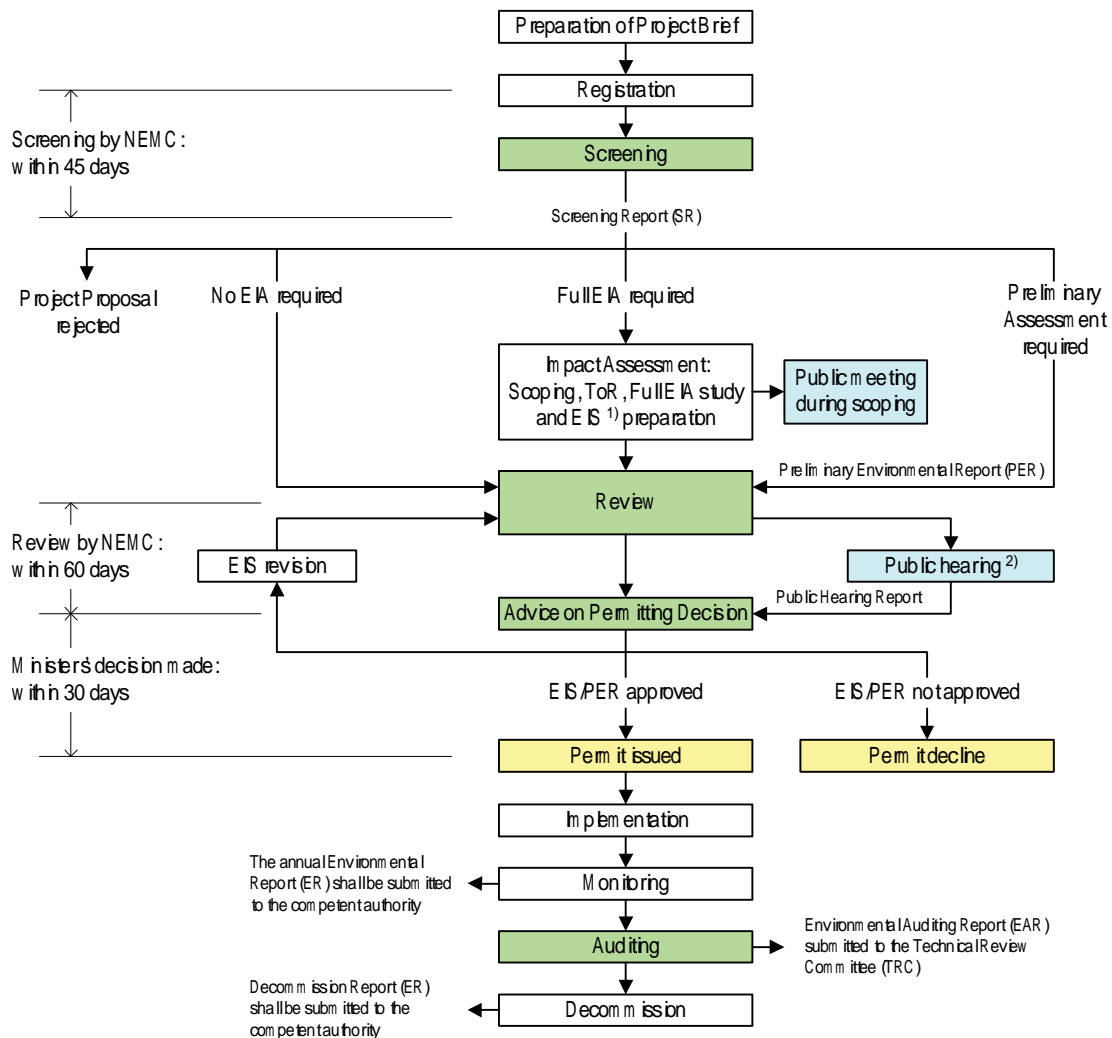 Preparation of Project Brief
Registration
Screening by NEMC:
within 45 days
Screening
Screening Report (SR)
Project Proposal
rejected
No EIA required
Full EIA required
Preliminary
Assessment
required
Impact Assessment:
Scoping, ToR, Full EIA study
and EIS 1) preparation
Public meeting
during scoping
Preliminary Environmental Report (PER)
Review
Review by NEMC:
within 60 days
EIS revision
Public hearing 2)
Public Hearing Report
Advice on Permitting Decision
Ministers' decision made:
within 30 days
EIS/PER approved
EIS/PER not approved
Permit issued
Permit decline
Implementation
The annual Environmental
Report (ER) shall be submitted
to the competent authority
Monitoring
Auditing
Environmental Auditing Report (EAR)
submitted to the Technical Review
Committee (TRC)
Decommission Report (ER)
shall be submitted to the
competent authority
Decommission